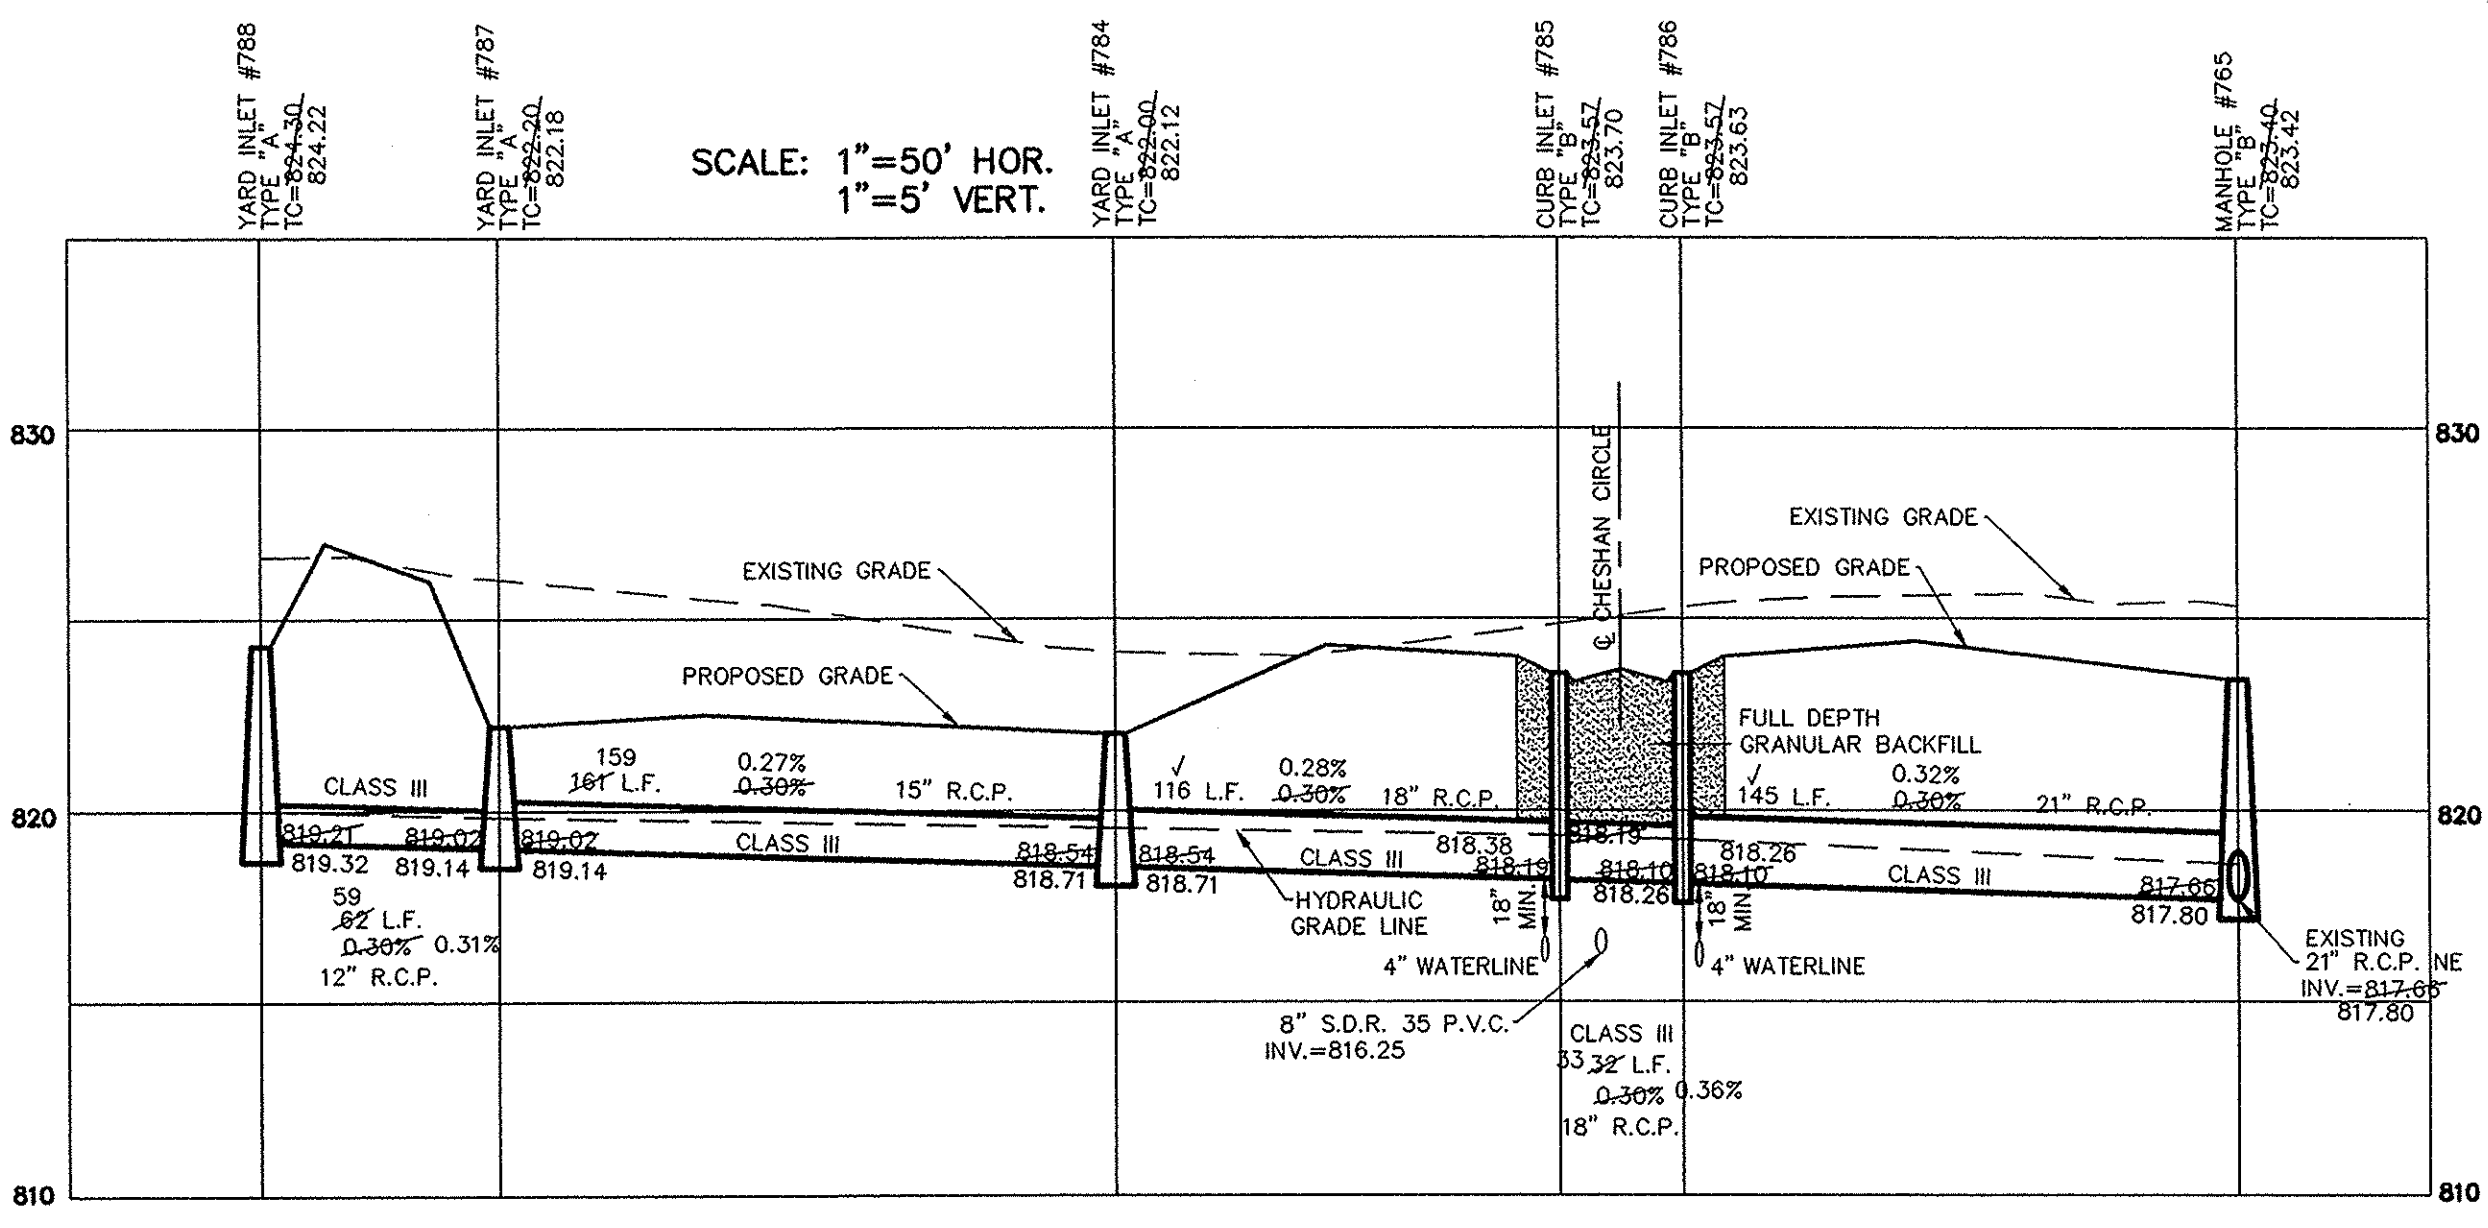 YARD INLET #788
TYPE "A"
TC=824.30
824.22
YARD INLET #787
TYPE "A"
TC=822.20
822.18
SCALE: 1"=50' HOR.
1"=5' VERT.
YARD INLET #784
TYPE "A"
TC=822.00
822.12
CURB INLET #785
TYPE "B"
TC=823.57
823.70
CURB INLET #786
TYPE "B"
TC=823.57
823.63
MANHOLE #765
TYPE "B"
TC=823.40
823.42
830
830
℄ CHESHAN CIRCLE
EXISTING GRADE
PROPOSED GRADE
EXISTING GRADE
PROPOSED GRADE
FULL DEPTH
GRANULAR BACKFILL
CLASS III
159
161 L.F.
0.27%
0.30%
15" R.C.P.
√
116 L.F.
0.28%
0.30%
18" R.C.P.
√
145 L.F.
0.32%
0.30%
21" R.C.P.
820
820
819.21
819.32
819.02
819.14
819.02
819.14
CLASS III
818.54
818.71
818.54
818.71
CLASS III
818.38
818.19
818.19
818.10
818.26
818.26
818.10
CLASS III
817.66
817.80
59
62 L.F.
0.30% 0.31%
12" R.C.P.
HYDRAULIC
GRADE LINE
18"
MIN.
18"
MIN.
4" WATERLINE
4" WATERLINE
EXISTING
21" R.C.P. NE
INV.=817.66
817.80
8" S.D.R. 35 P.V.C.
INV.=816.25
CLASS III
33 32 L.F.
0.30% 0.36%
18" R.C.P.
810
810